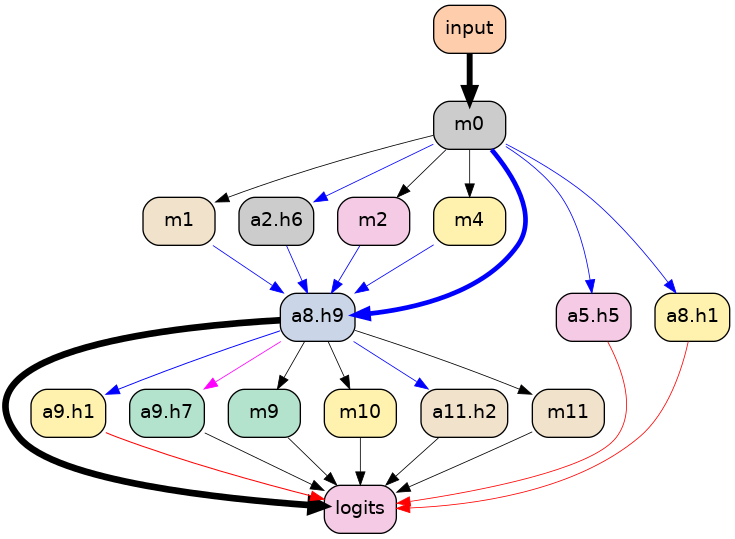 input
m0
m1
a2.h6
m2
m4
a8.h9
a5.h5
a8.h1
a9.h1
a9.h7
m9
m10
a11.h2
m11
logits